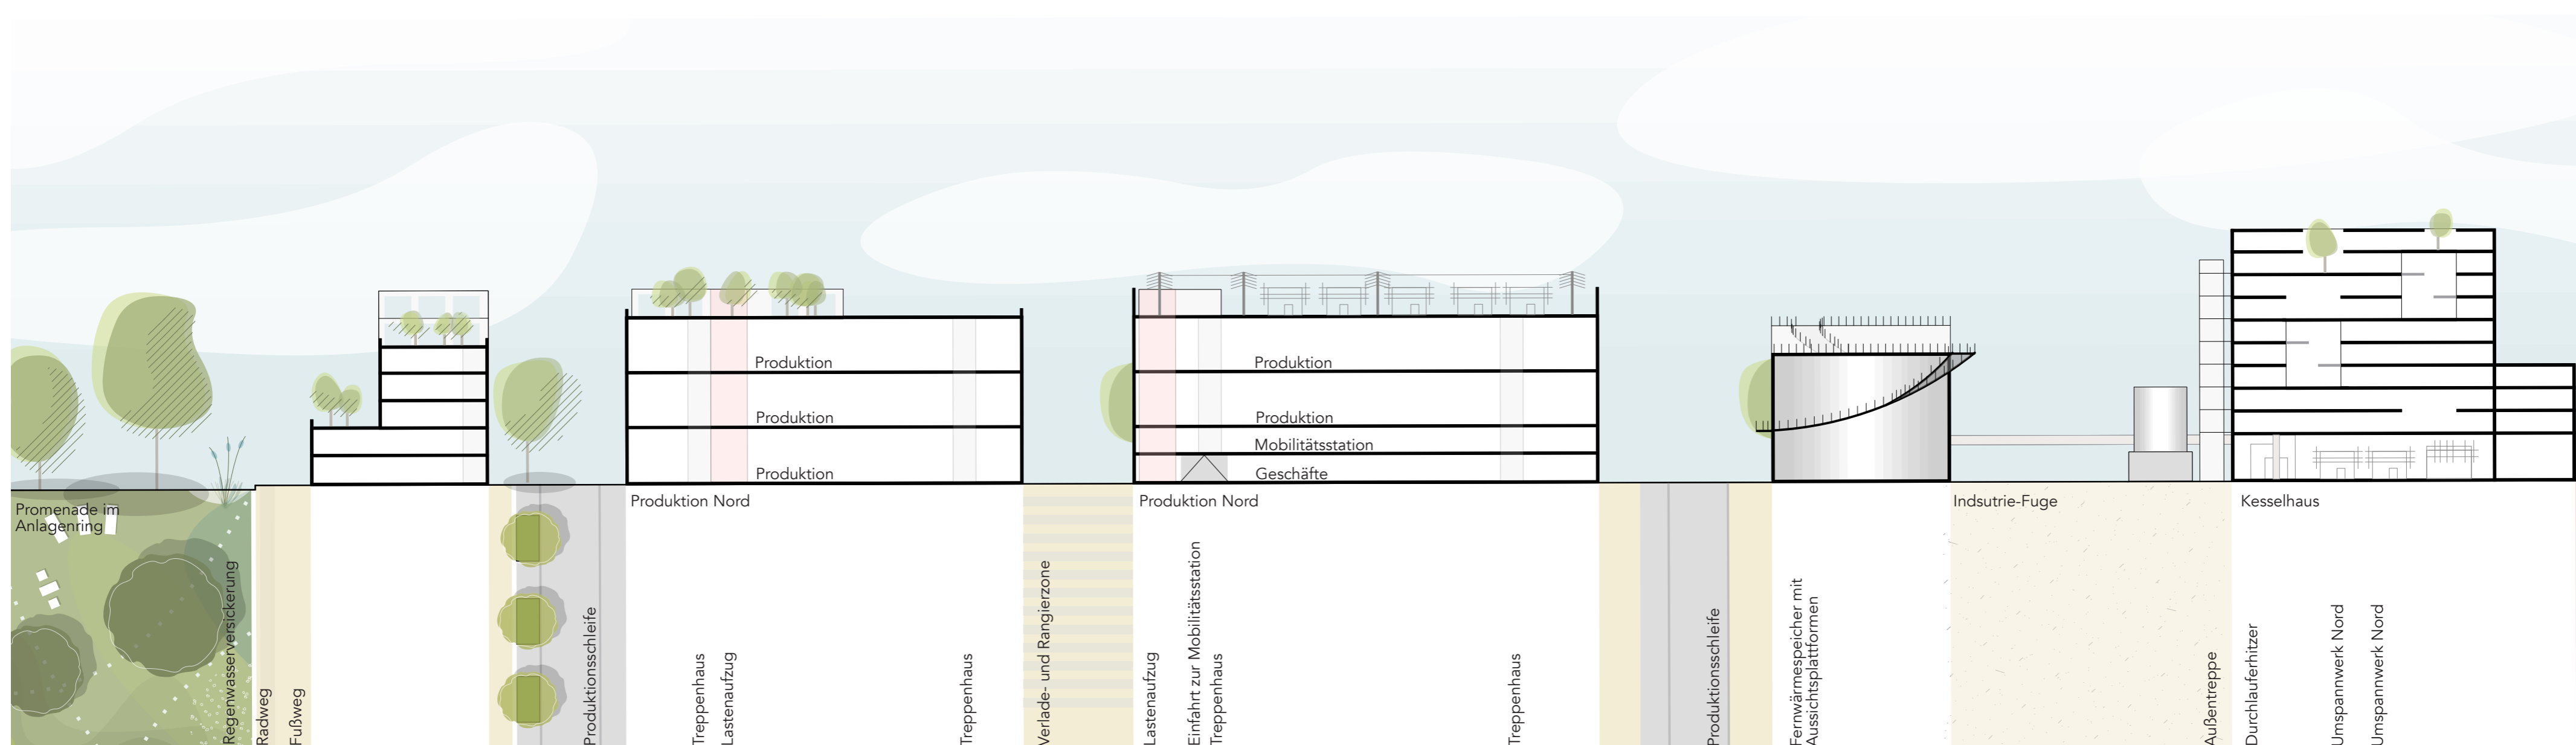 Produktion
Produktion
Produktion
Produktion
Produktion
Mobilitätsstation
Geschäfte
Promenade im
Anlagenring
Produktion Nord
Produktion Nord
Indsutrie-Fuge
Kesselhaus
Regenwasserversickerung
Radweg
Fußweg
Produktionsschleife
Treppenhaus
Lastenaufzug
Treppenhaus
Verlade- und Rangierzone
Lastenaufzug
Einfahrt zur Mobilitätsstation
Treppenhaus
Treppenhaus
Produktionsschleife
Fernwärmespeicher mit
Aussichtsplattformen
Außentreppe
Durchlauferhitzer
Umspannwerk Nord
Umspannwerk Nord